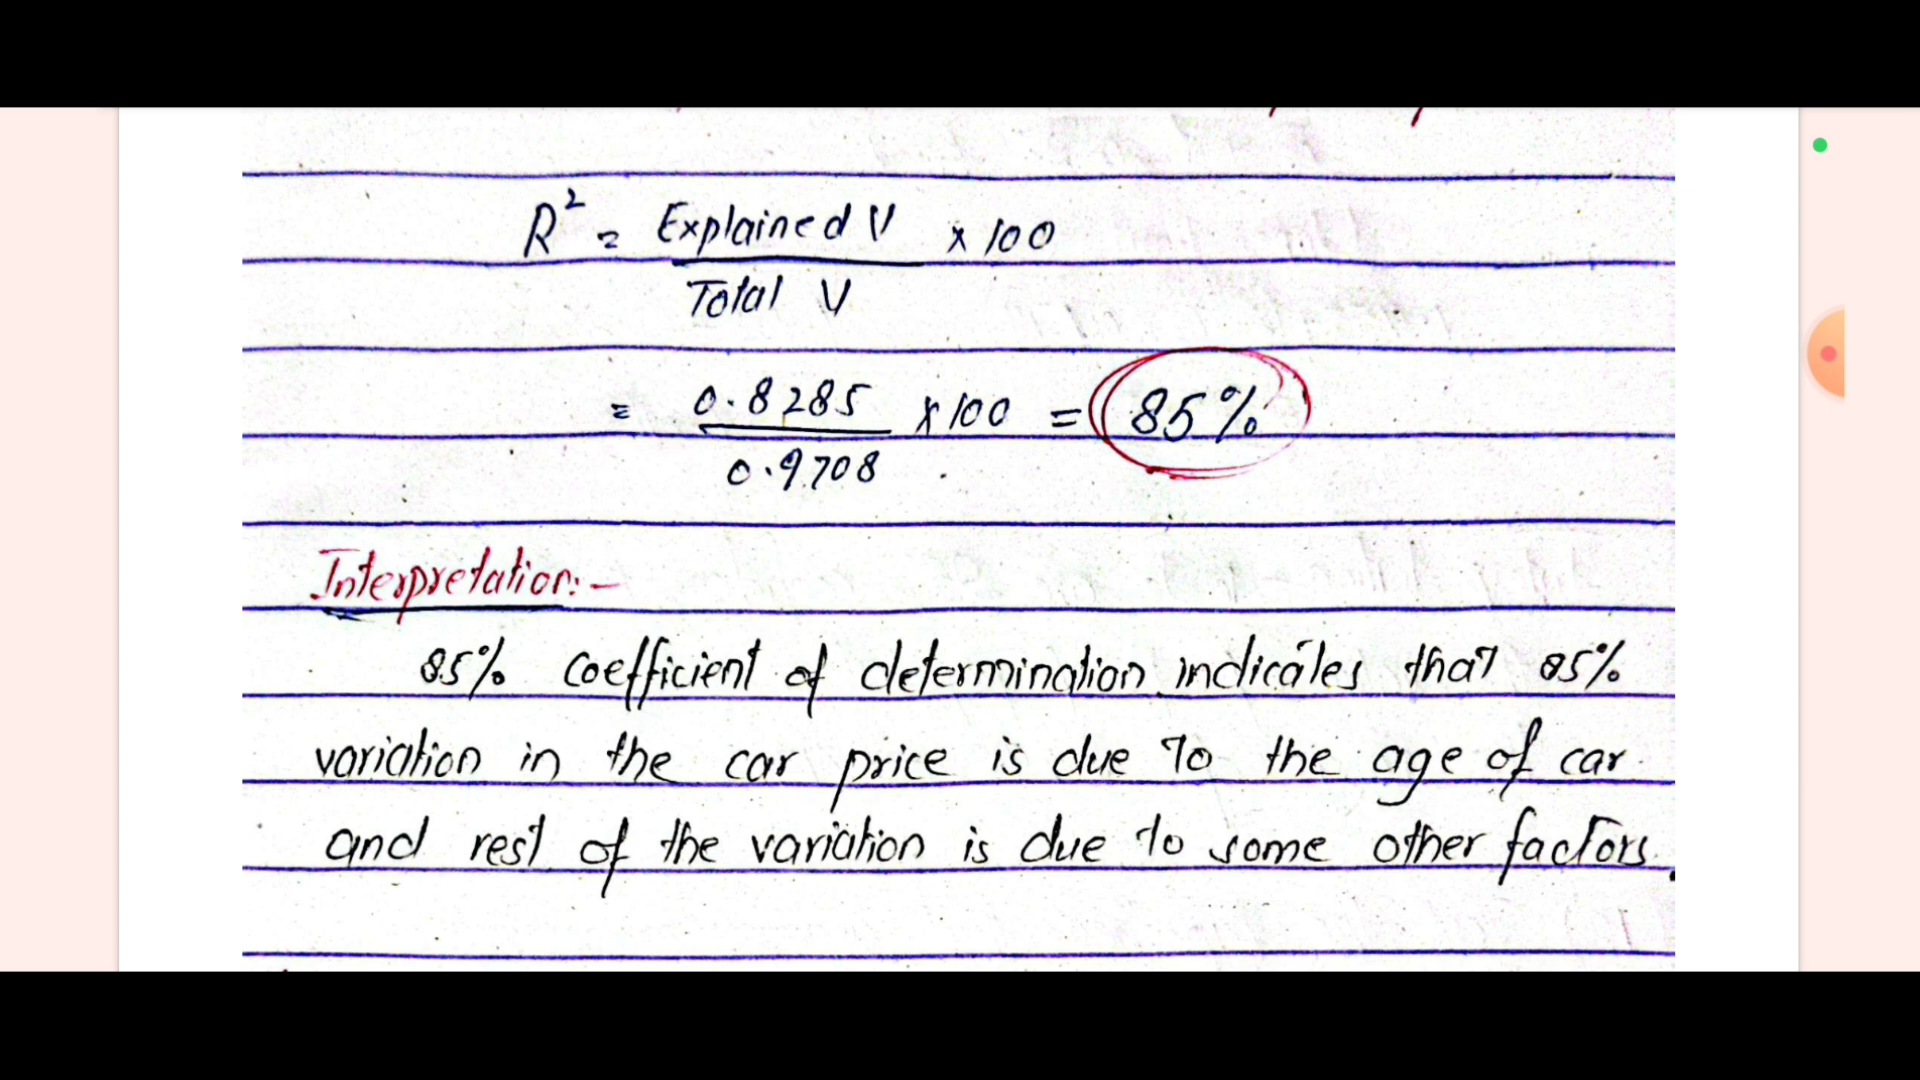 R² = Explained V × 100
Total V
= 0.8285 × 100 = 85%
0.9708
Interpretation:-
85% coefficient of determination indicates that 85%
variation in the car price is due to the age of car
and rest of the variation is due to some other factors.